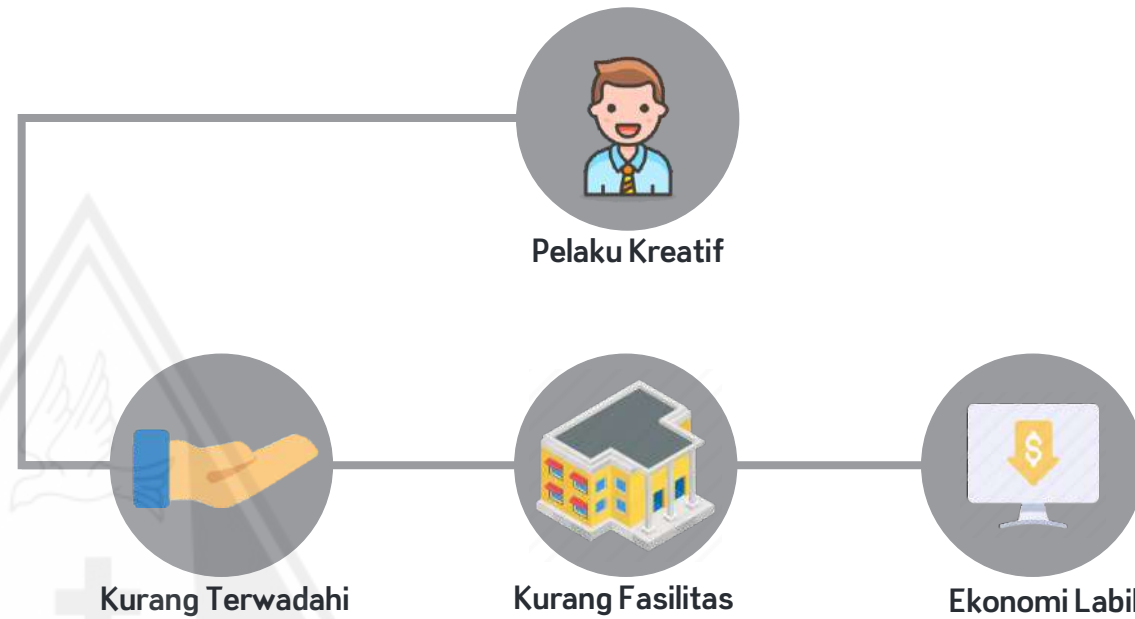 Pelaku Kreatif
Kurang Terwadahi
Kurang Fasilitas
Ekonomi Labil
$